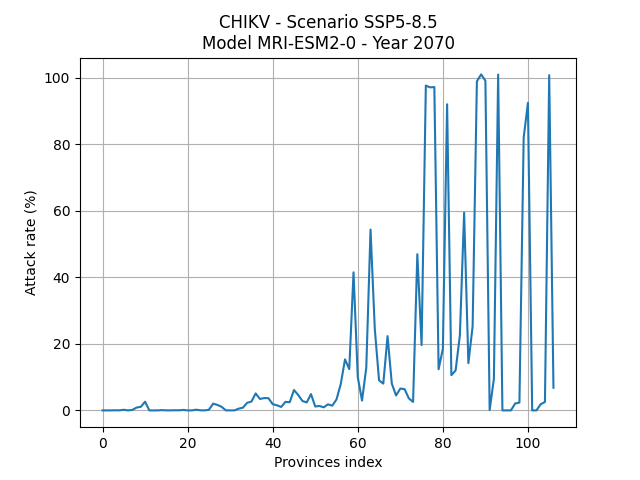 CHIKV - Scenario SSP5-8.5
Model MRI-ESM2-0 - Year 2070
Attack rate (%)
100
80
60
40
20
0
0 20 40 60 80 100
Provinces index